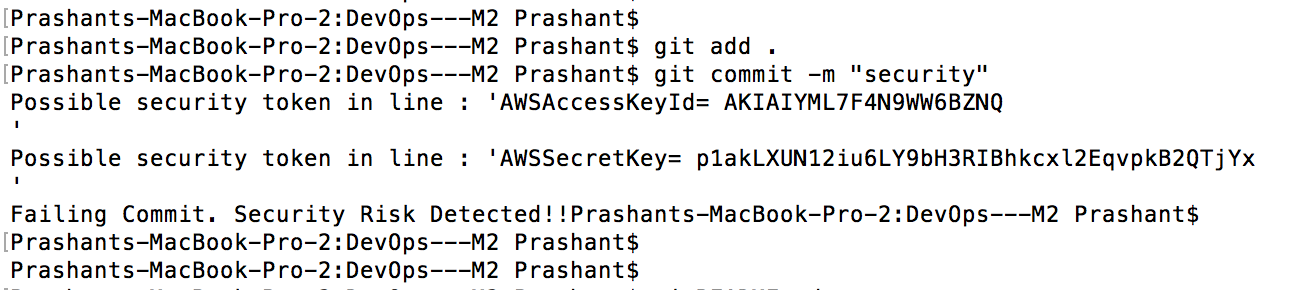 [Prashants-MacBook-Pro-2:DevOps---M2 Prashant$
[Prashants-MacBook-Pro-2:DevOps---M2 Prashant$ git add .
[Prashants-MacBook-Pro-2:DevOps---M2 Prashant$ git commit -m "security"
Possible security token in line : 'AWSAccessKeyId= AKIAIYML7F4N9WW6BZNQ
'
Possible security token in line : 'AWSSecretKey= p1akLXUN12iu6LY9bH3RIBhkcxl2EqvpkB2QTjYx
'
Failing Commit. Security Risk Detected!!Prashants-MacBook-Pro-2:DevOps---M2 Prashant$
[Prashants-MacBook-Pro-2:DevOps---M2 Prashant$
Prashants-MacBook-Pro-2:DevOps---M2 Prashant$